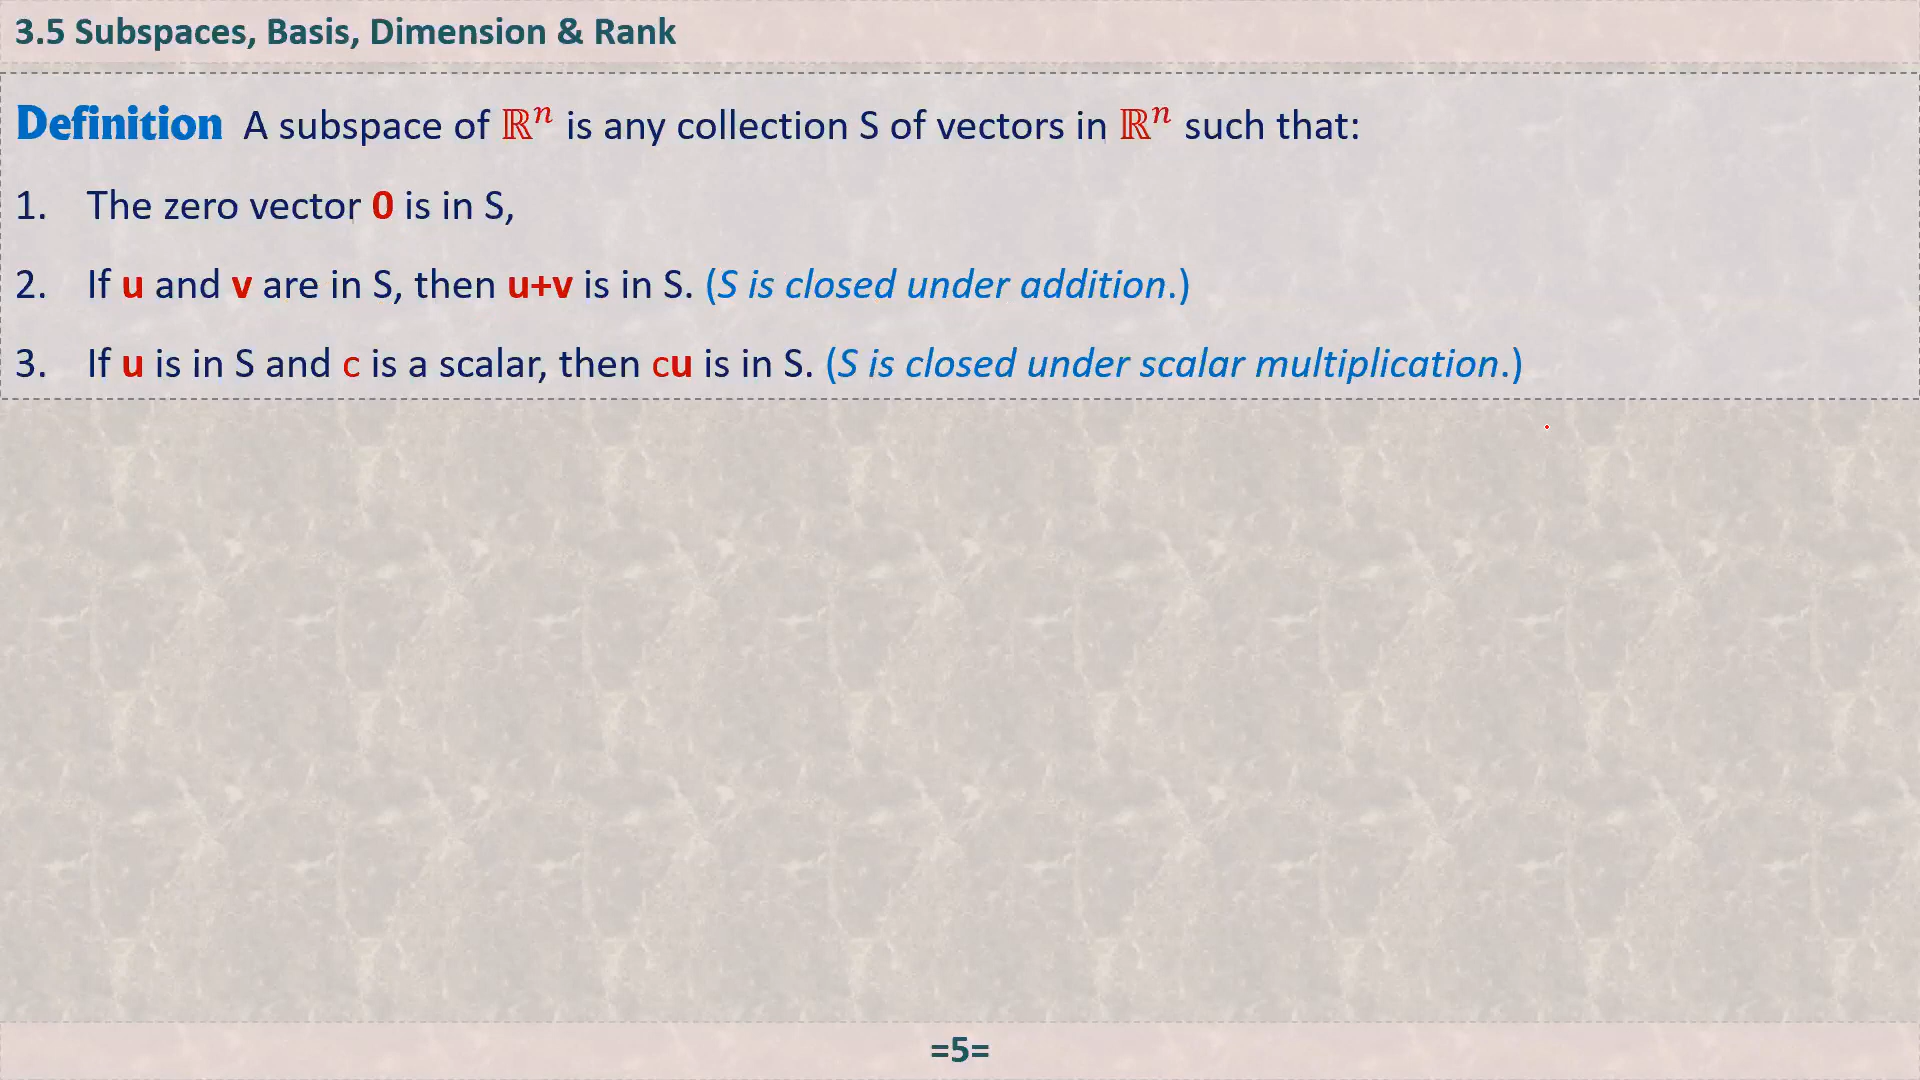 3.5 Subspaces, Basis, Dimension & Rank
Definition A subspace of ℝⁿ is any collection S of vectors in ℝⁿ such that:
1. The zero vector 0 is in S,
2. If u and v are in S, then u+v is in S. (S is closed under addition.)
3. If u is in S and c is a scalar, then cu is in S. (S is closed under scalar multiplication.)
=5=